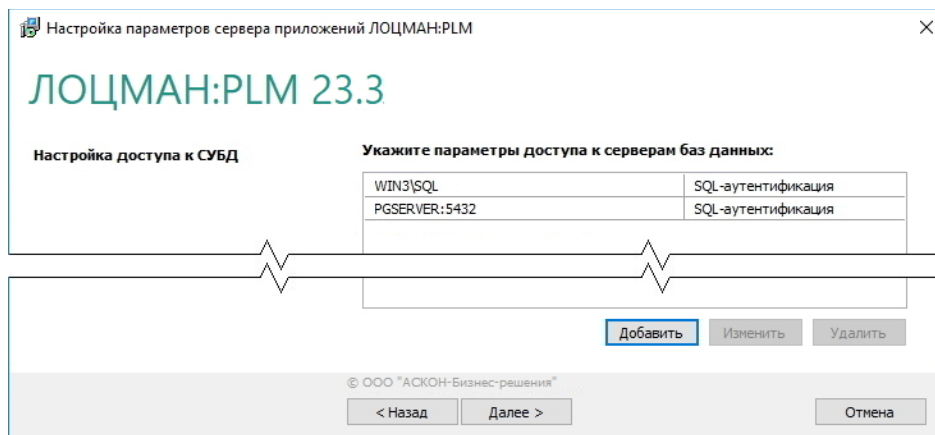 Настройка параметров сервера приложений ЛОЦМАН:PLM
ЛОЦМАН:PLM 23.3
Настройка доступа к СУБД
Укажите параметры доступа к серверам баз данных:
WIN3\SQL SQL-аутентификация
PGSERVER:5432 SQL-аутентификация
Добавить Изменить Удалить
© ООО "АСКОН-Бизнес-решения"
< Назад Далее > Отмена